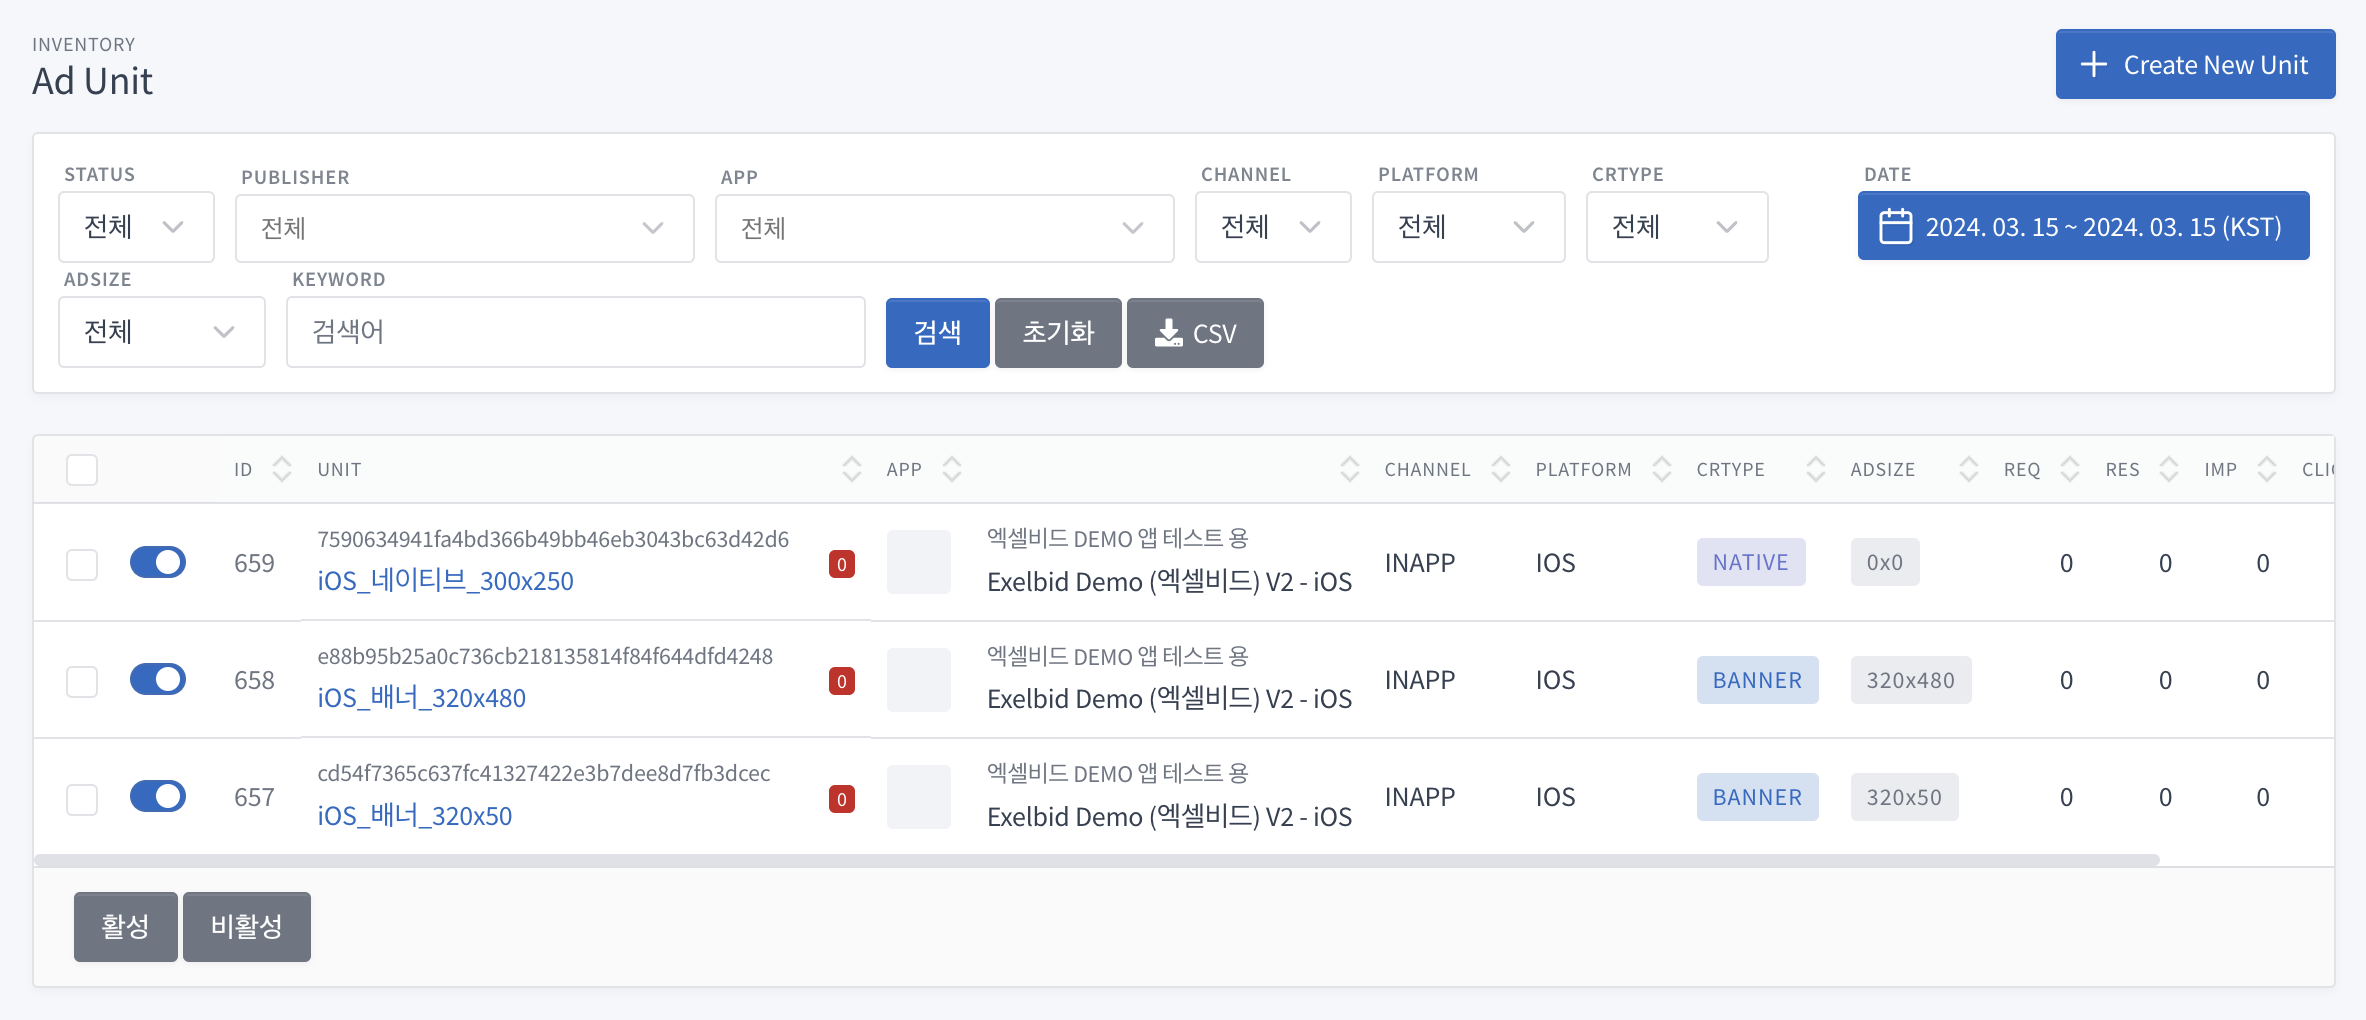 INVENTORY
Ad Unit
Create New Unit
STATUS
PUBLISHER
APP
CHANNEL
PLATFORM
CRTYPE
DATE
전체
전체
전체
전체
전체
전체
2024. 03. 15 ~ 2024. 03. 15 (KST)
ADSIZE
KEYWORD
전체
검색어
검색
초기화
CSV
ID UNIT APP CHANNEL PLATFORM CRTYPE ADSIZE REQ RES IMP
659
7590634941fa4bd366b49bb46eb3043bc63d42d6
iOS_네이티브_300x250
0
엑셀비드 DEMO 앱 테스트 용
Exelbid Demo (엑셀비드) V2 - iOS
INAPP IOS NATIVE 0x0 0 0 0
658
e88b95b25a0c736cb218135814f84f644dfd4248
iOS_배너_320x480
0
엑셀비드 DEMO 앱 테스트 용
Exelbid Demo (엑셀비드) V2 - iOS
INAPP IOS BANNER 320x480 0 0 0
657
cd54f7365c637fc41327422e3b7dee8d7fb3dcec
iOS_배너_320x50
0
엑셀비드 DEMO 앱 테스트 용
Exelbid Demo (엑셀비드) V2 - iOS
INAPP IOS BANNER 320x50 0 0 0
활성
비활성